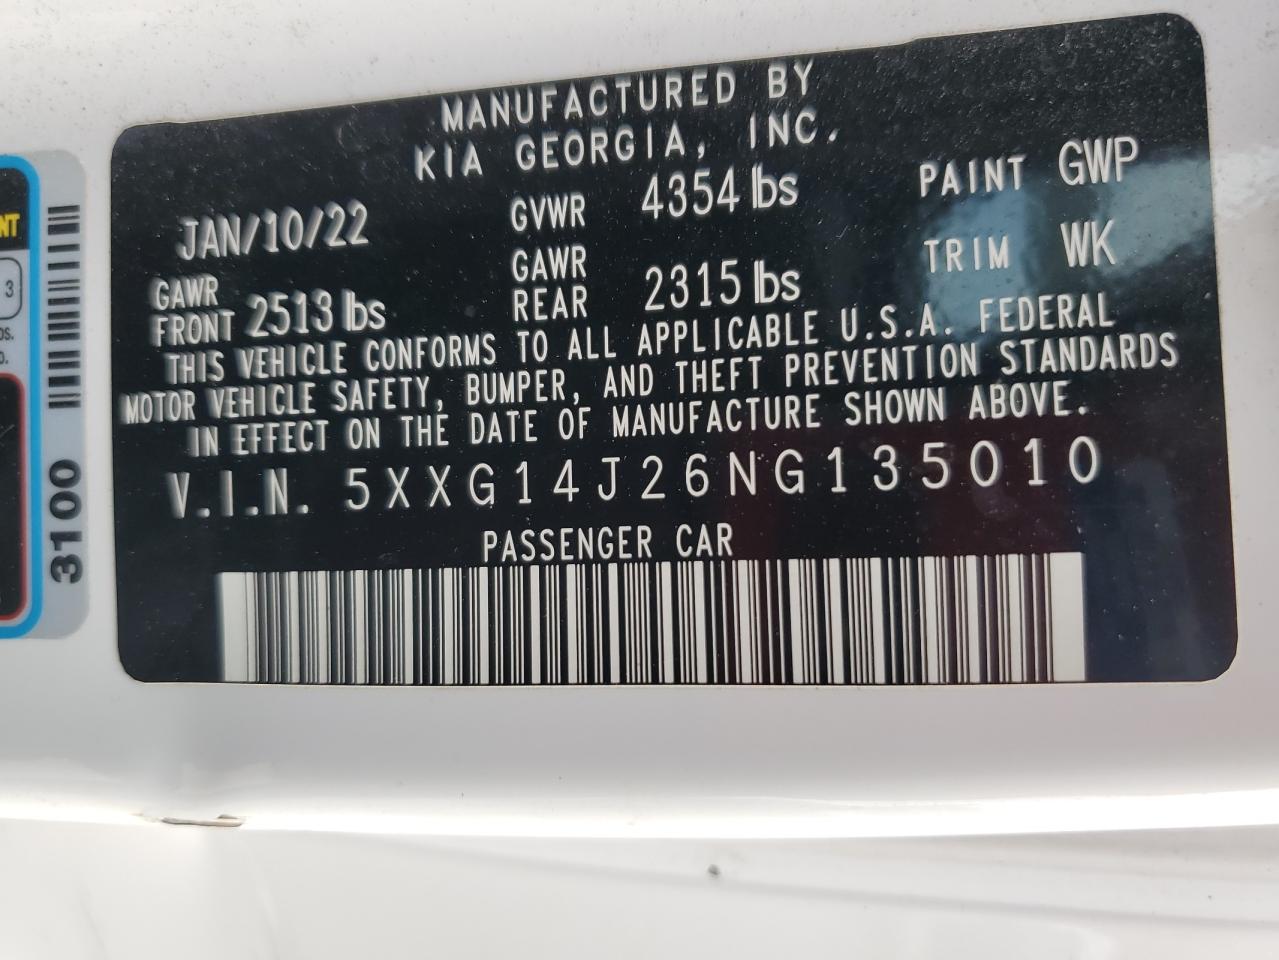 MANUFACTURED BY
KIA GEORGIA, INC.
JAN/10/22 GVWR 4354 lbs PAINT GWP
GAWR FRONT 2513 lbs GAWR REAR 2315 lbs TRIM WK
THIS VEHICLE CONFORMS TO ALL APPLICABLE U.S.A. FEDERAL
MOTOR VEHICLE SAFETY, BUMPER, AND THEFT PREVENTION STANDARDS
IN EFFECT ON THE DATE OF MANUFACTURE SHOWN ABOVE.
V.I.N. 5XXG14J26NG135010
PASSENGER CAR
3100
NT
3